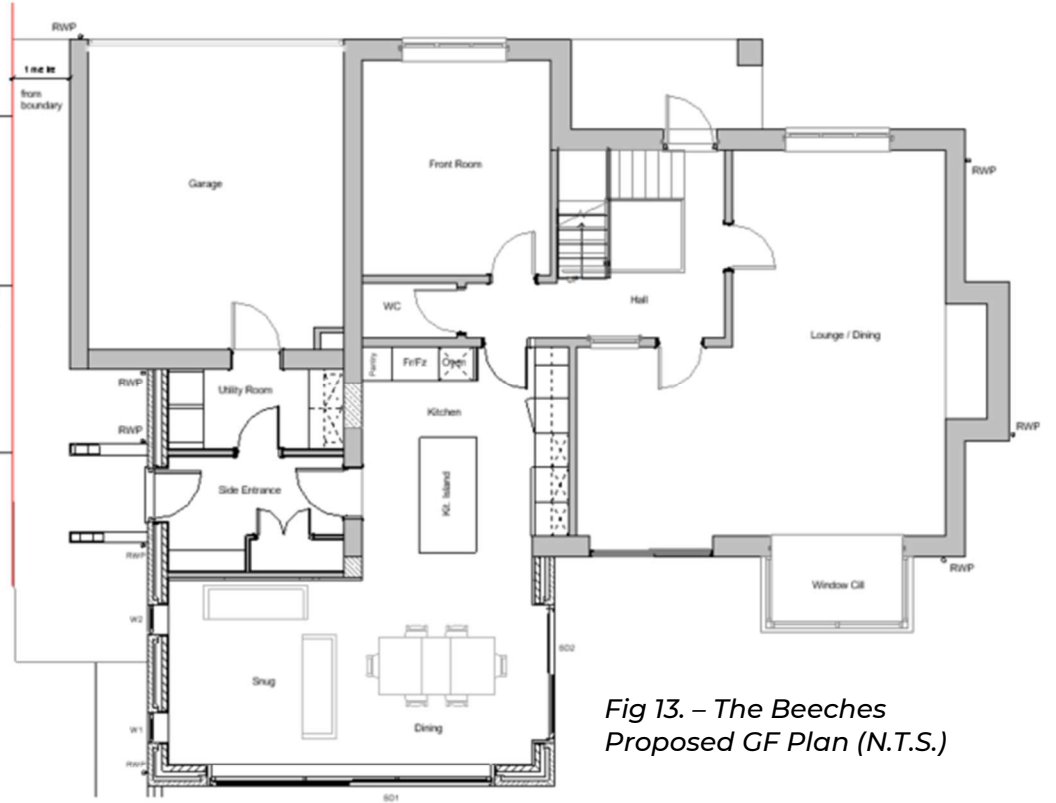 RWP
1 metre
from
boundary
Garage
Front Room
RWP
WC
Hall
Lounge / Dining
Pantry
Fr/Fz
Oven
RWP
Utility Room
Kitchen
RWP
RWP
Kit. Island
Side Entrance
RWP
RWP
Window Cill
W2
SD2
Snug
Dining
W1
RWP
SD1
Fig 13. – The Beeches
Proposed GF Plan (N.T.S.)